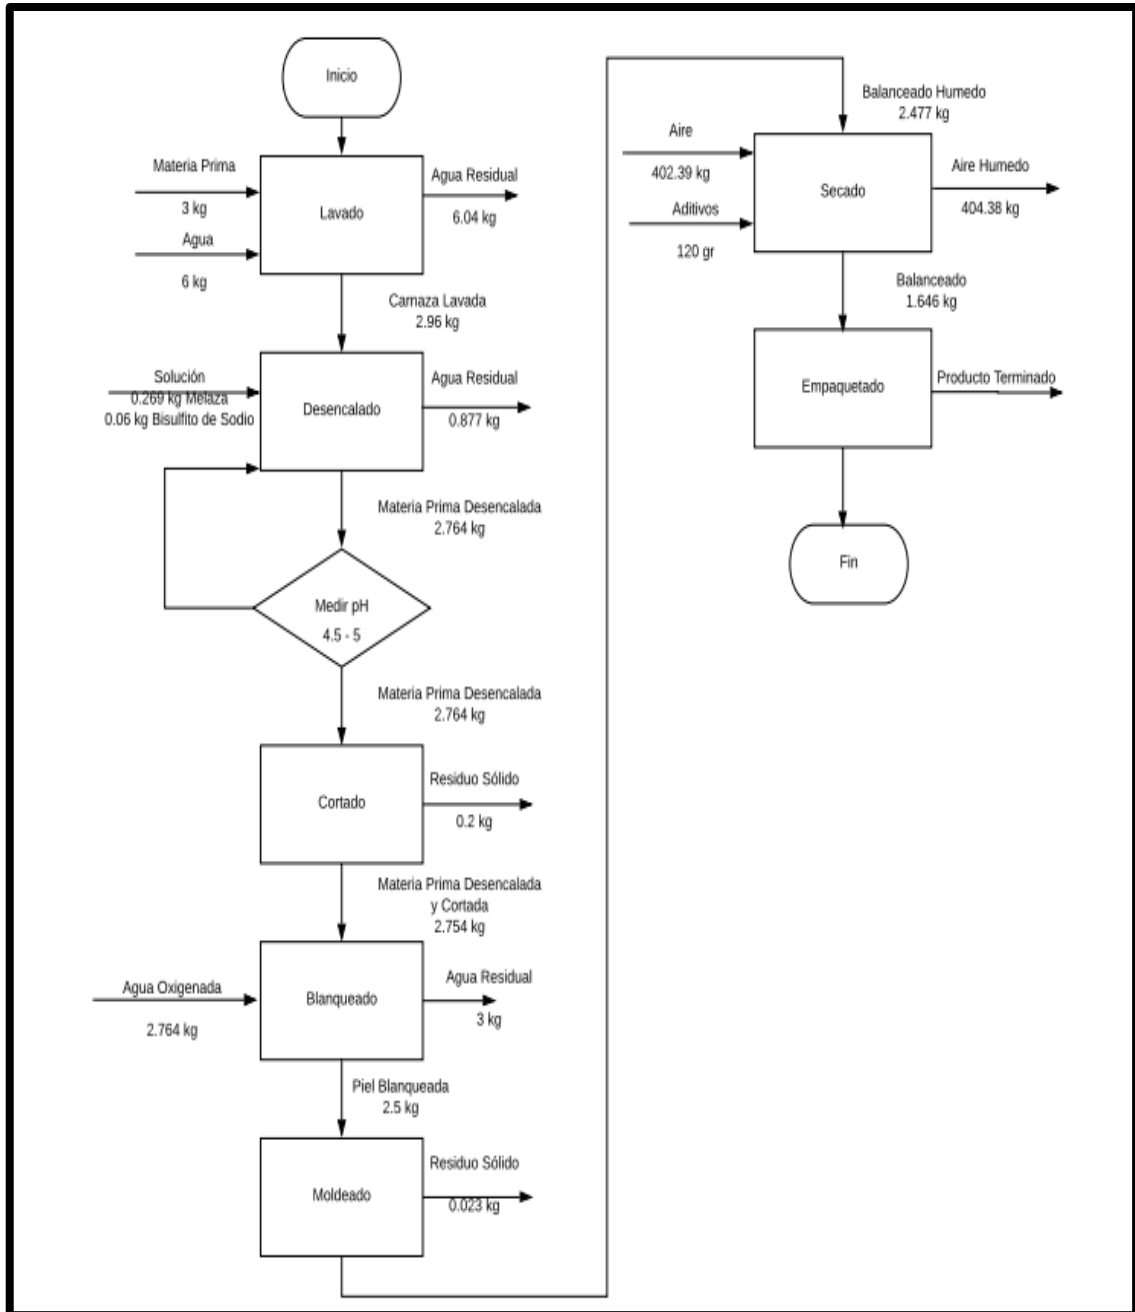 Inicio
Materia Prima
3 kg
Agua
6 kg
Lavado
Agua Residual
6.04 kg
Carnaza Lavada
2.96 kg
Solución
0.269 kg Melaza
0.06 kg Bisulfito de Sodio
Desencalado
Agua Residual
0.877 kg
Materia Prima Desencalada
2.764 kg
Medir pH
4.5 - 5
Materia Prima Desencalada
2.764 kg
Cortado
Residuo Sólido
0.2 kg
Materia Prima Desencalada
y Cortada
2.754 kg
Agua Oxigenada
2.764 kg
Blanqueado
Agua Residual
3 kg
Piel Blanqueada
2.5 kg
Moldeado
Residuo Sólido
0.023 kg
Balanceado Humedo
2.477 kg
Aire
402.39 kg
Aditivos
120 gr
Secado
Aire Humedo
404.38 kg
Balanceado
1.646 kg
Empaquetado
Producto Terminado
Fin